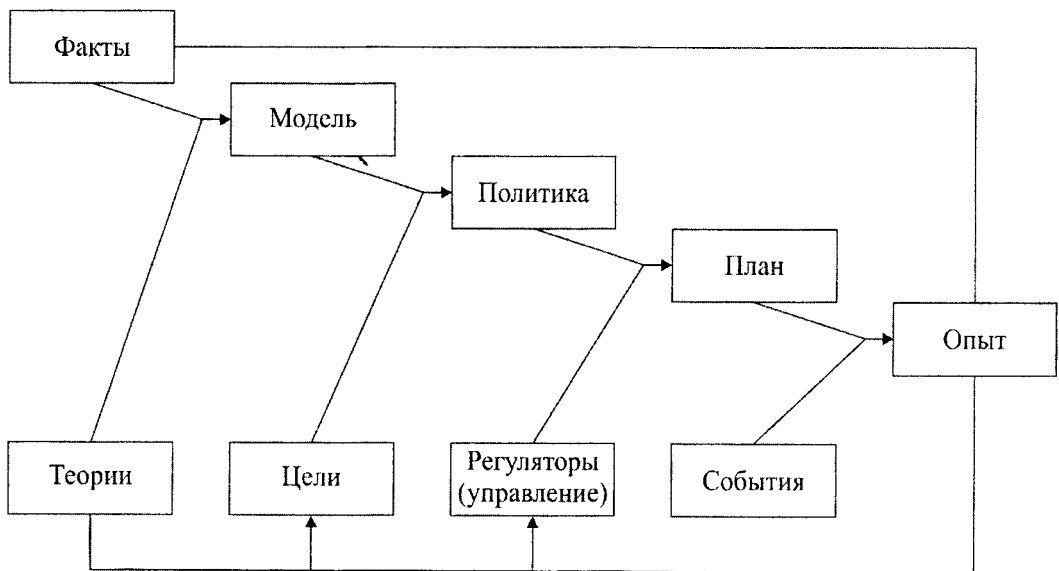 Факты
Модель
Политика
План
Опыт
Теории
Цели
Регуляторы
(управление)
События